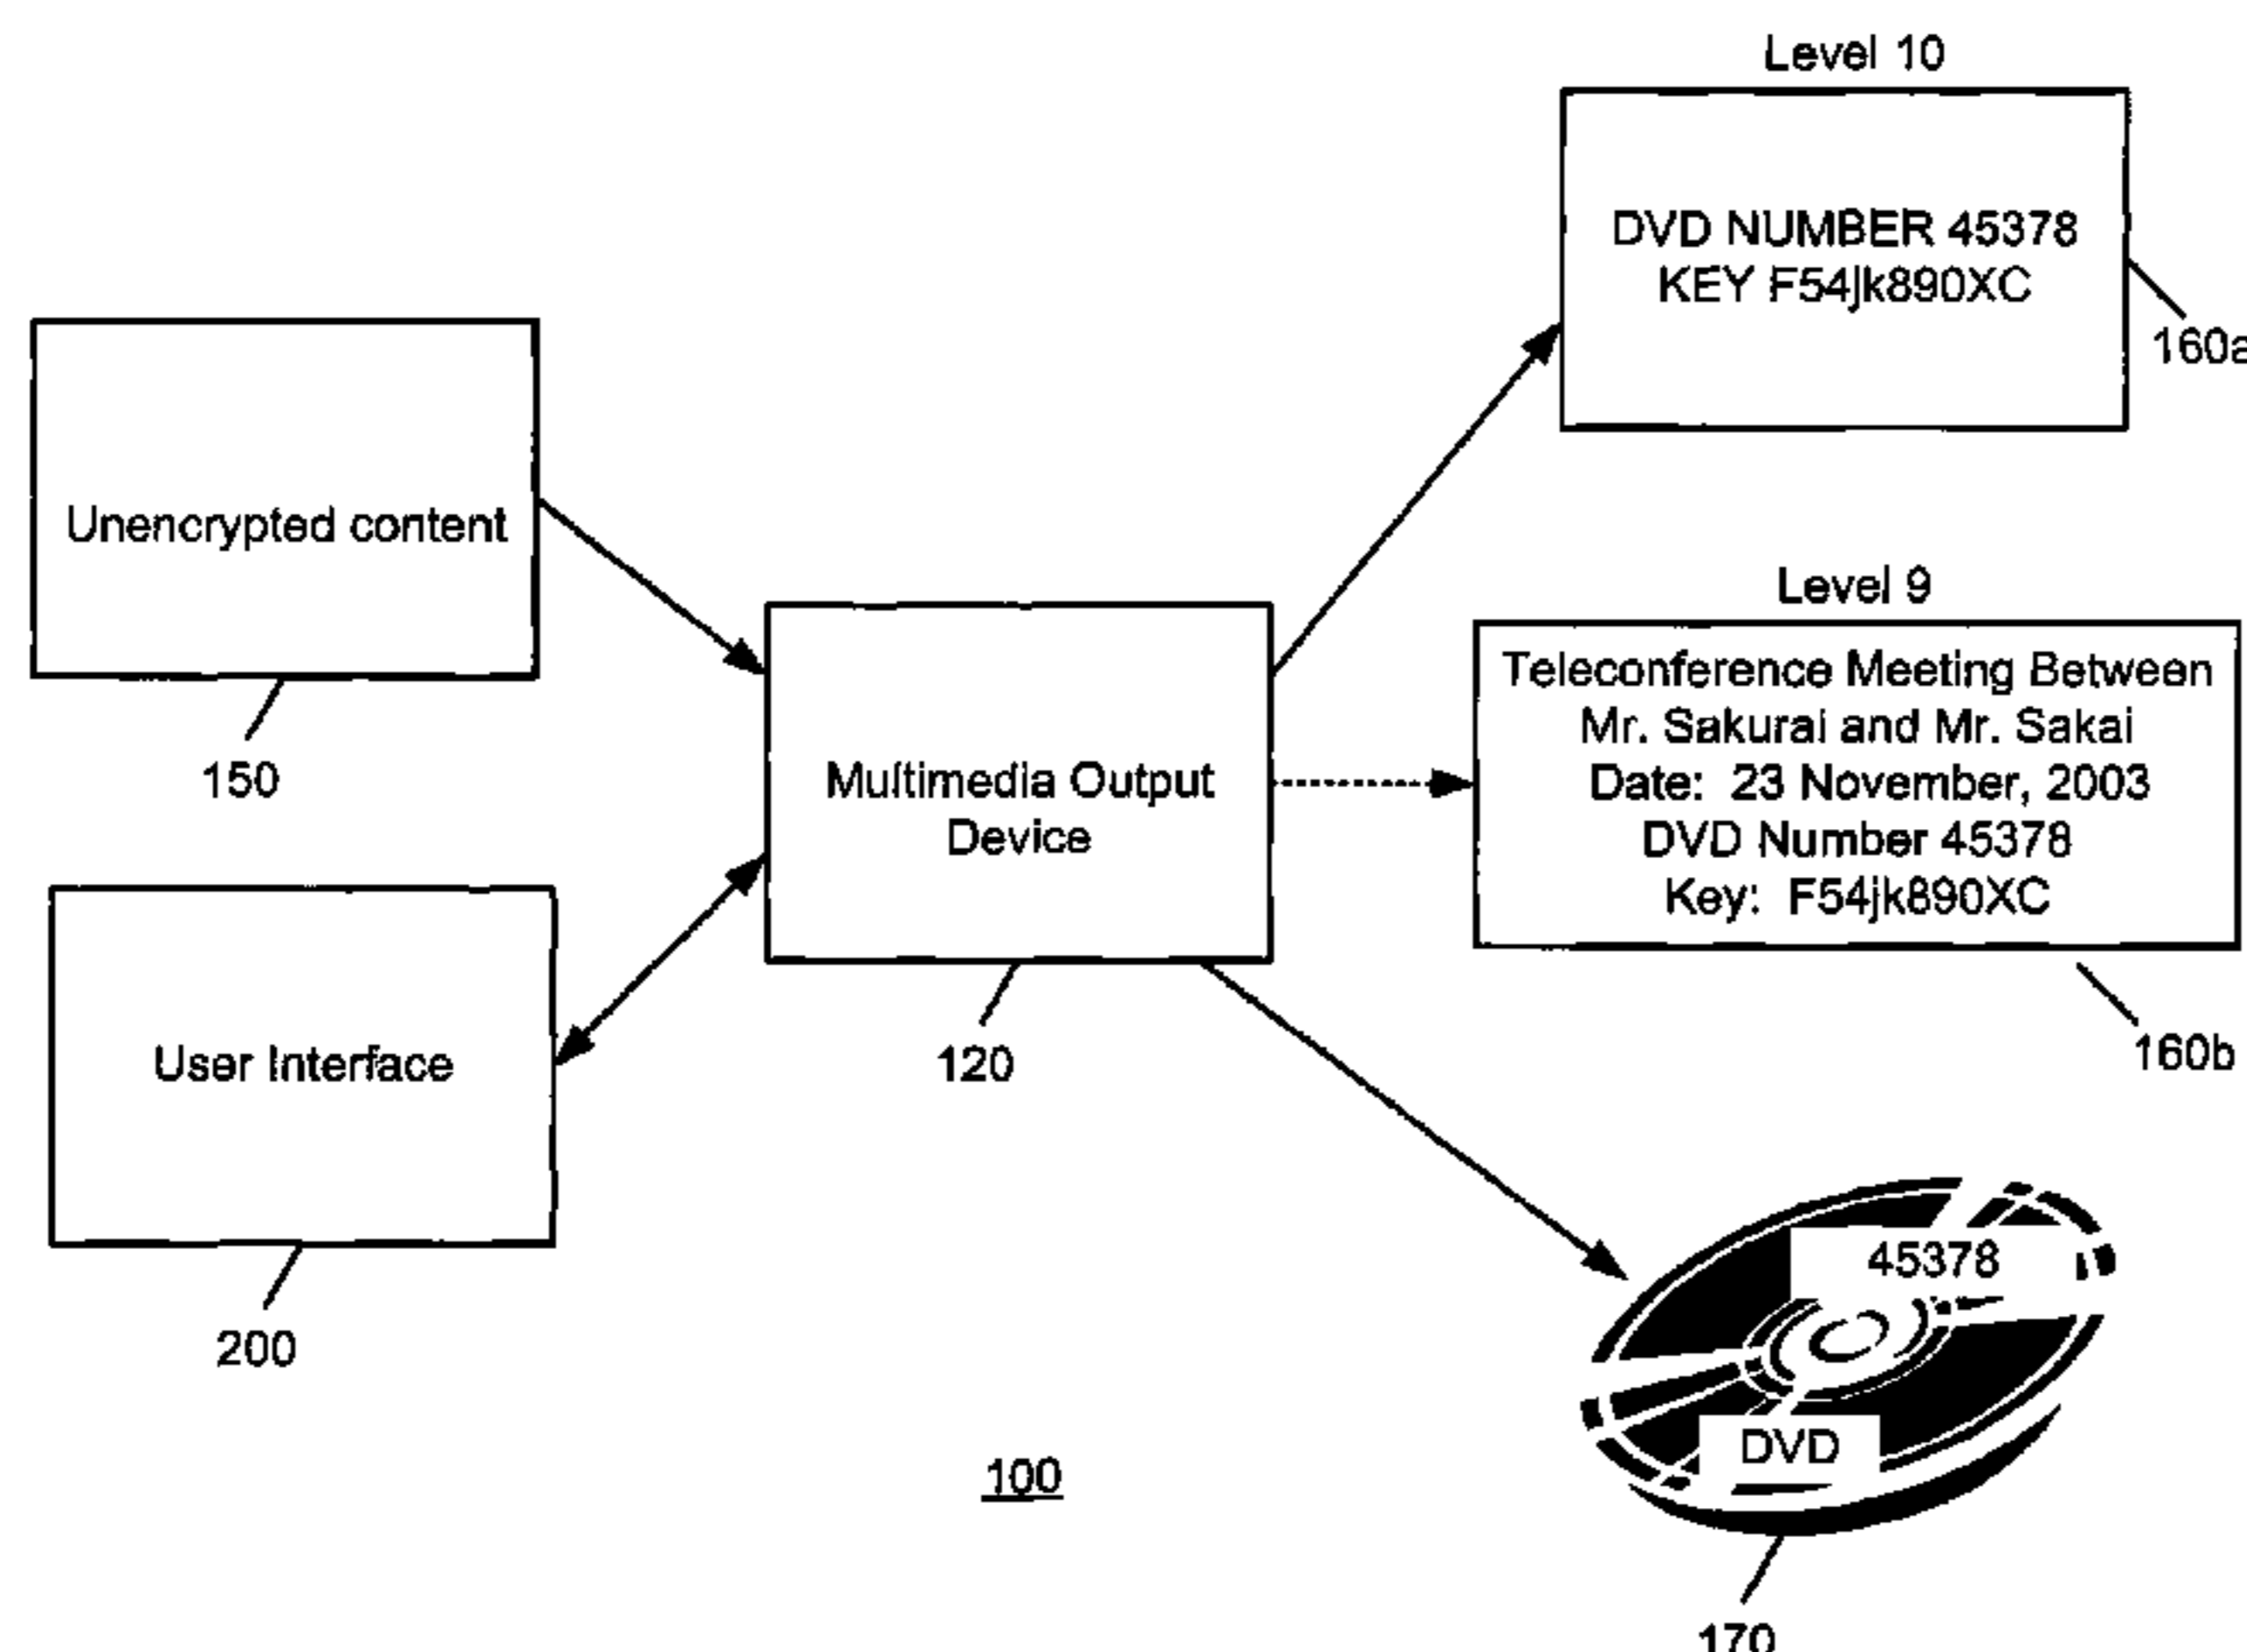 Level 10
DVD NUMBER 45378
KEY F54jk890XC
160a
Unencrypted content
150
Level 9
Teleconference Meeting Between
Mr. Sakurai and Mr. Sakai
Date: 23 November, 2003
DVD Number 45378
Key: F54jk890XC
160b
Multimedia Output
Device
120
User Interface
200
45378
DVD
170
100